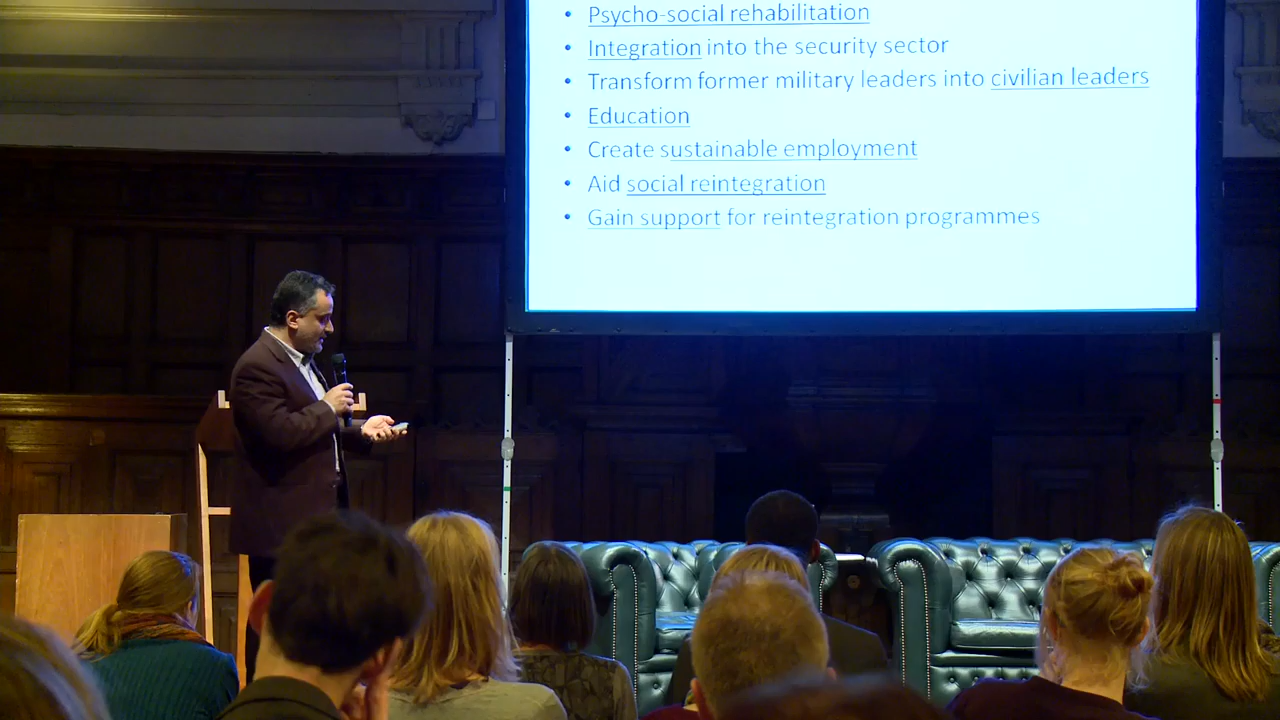 • Psycho-social rehabilitation
• Integration into the security sector
• Transform former military leaders into civilian leaders
• Education
• Create sustainable employment
• Aid social reintegration
• Gain support for reintegration programmes